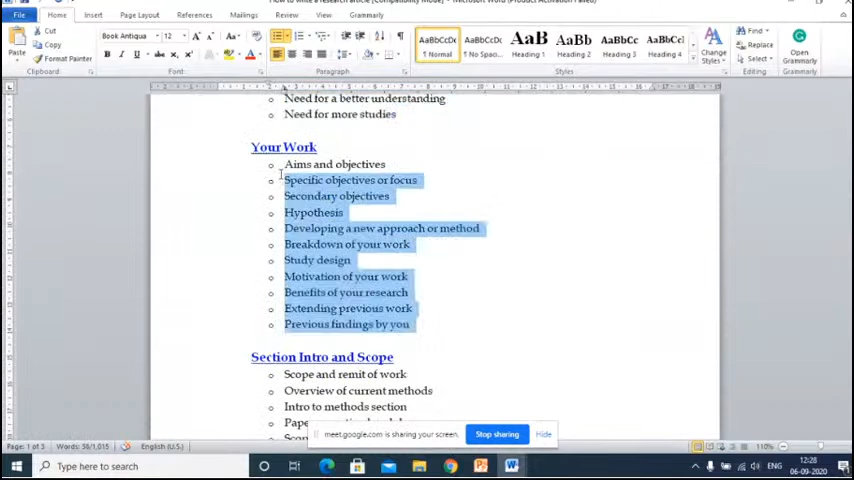 How to write a research article [Compatibility Mode] - Microsoft Word (Product Activation Failed)
File Home Insert Page Layout References Mailings Review View Grammarly
Cut
Copy
Format Painter
Paste
Clipboard
Book Antiqua 12
B I U abe x₂ x²
Font
Paragraph
AaBbCcDc AaBbCcDc AaB AaBb AaBbC AaBbCcI
¶ Normal ¶ No Spac... Heading 1 Heading 2 Heading 3 Heading 4
Change Styles
Styles
Find
Replace
Select
Editing
Open Grammarly
Grammarly
Need for a better understanding
Need for more studies
Your Work
Aims and objectives
Specific objectives or focus
Secondary objectives
Hypothesis
Developing a new approach or method
Breakdown of your work
Study design
Motivation of your work
Benefits of your research
Extending previous work
Previous findings by you
Section Intro and Scope
Scope and remit of work
Overview of current methods
Intro to methods section
meet.google.com is sharing your screen. Stop sharing Hide
Page: 1 of 3 Words: 38/1,015 English (U.S.) 110%
Type here to search
ENG 12:28
06-09-2020